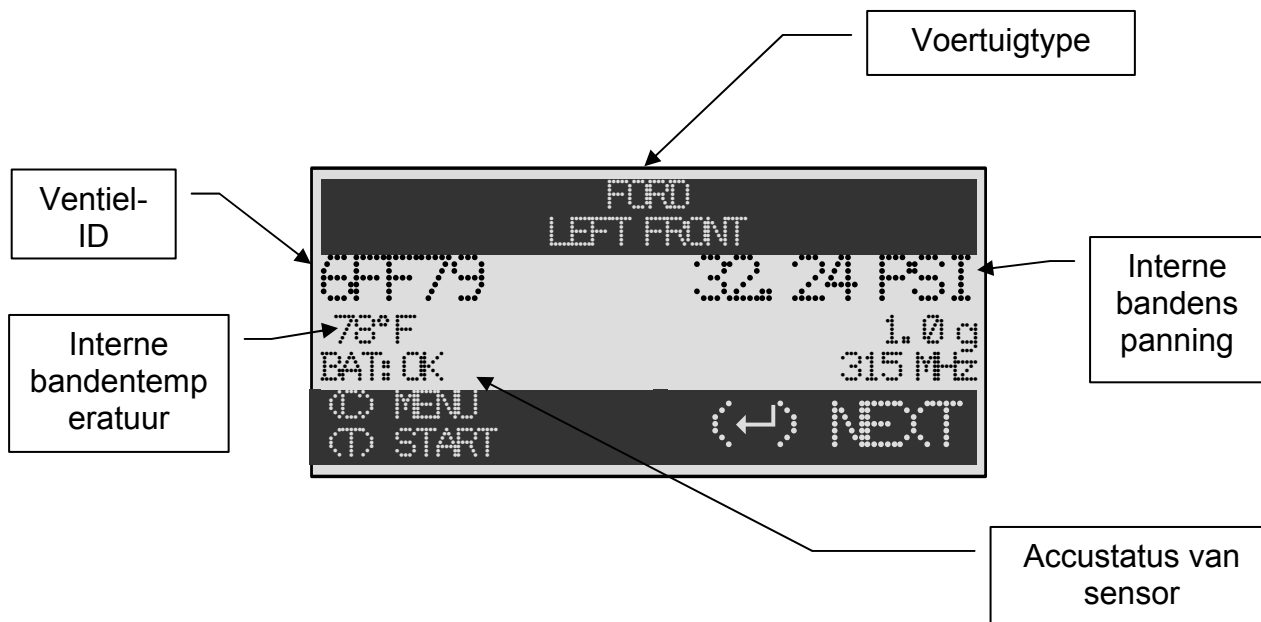 Voertuigtype
Ventiel-
ID
FORD
LEFT FRONT
6FF79 32.24 PSI
Interne
bandens
panning
Interne
bandentemp
eratuur
78°F 1.0 g
BAT: OK 315 MHz
(C) MENU
(T) START
(↵) NEXT
Accustatus van
sensor